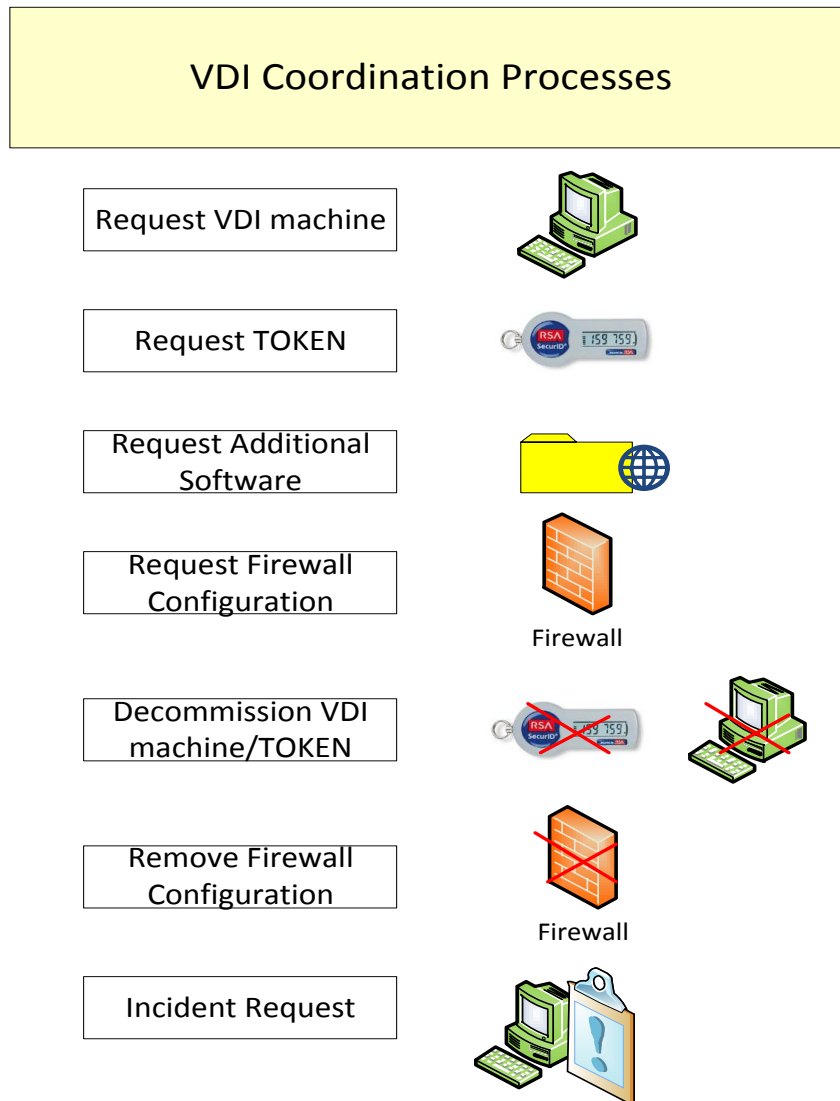 VDI Coordination Processes
Request VDI machine
Request TOKEN
RSA
SecurID
159 759
Request Additional
Software
Request Firewall
Configuration
Firewall
Decommission VDI
machine/TOKEN
RSA
SecurID
159 759
Remove Firewall
Configuration
Firewall
Incident Request
!